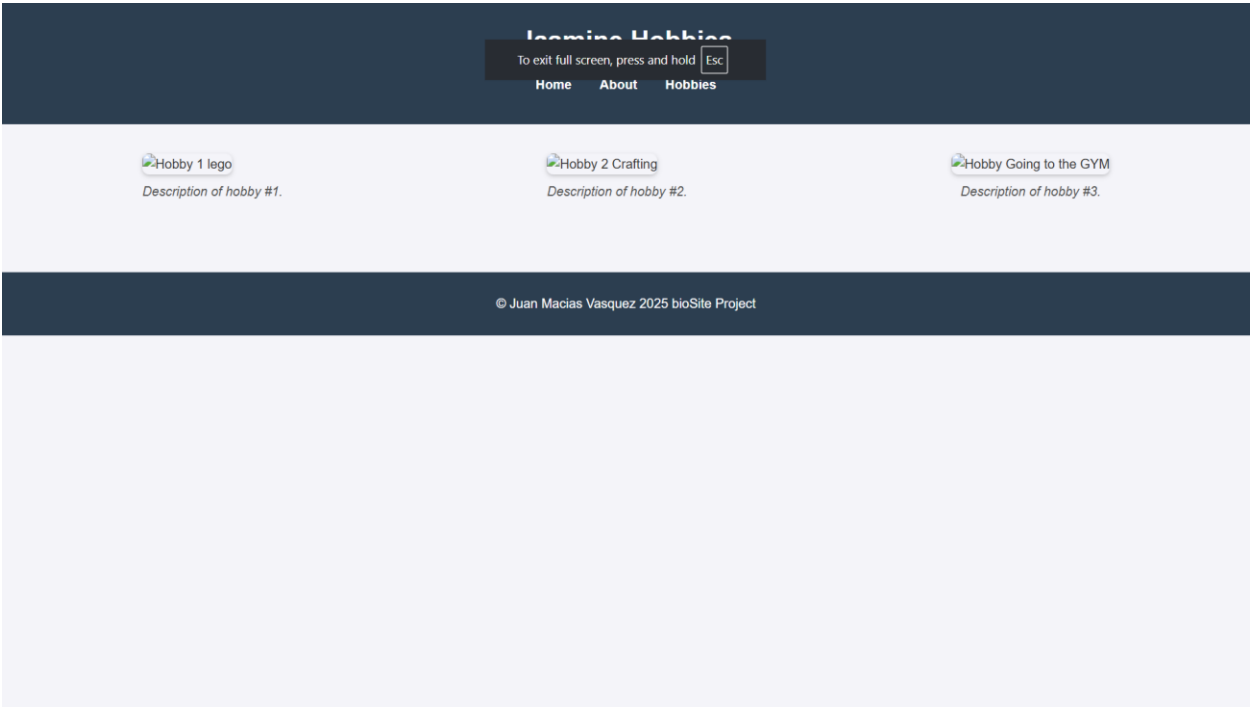 Jasmine Hobbies
To exit full screen, press and hold Esc
Home About Hobbies
Hobby 1 lego
Hobby 2 Crafting
Hobby Going to the GYM
Description of hobby #1.
Description of hobby #2.
Description of hobby #3.
© Juan Macias Vasquez 2025 bioSite Project